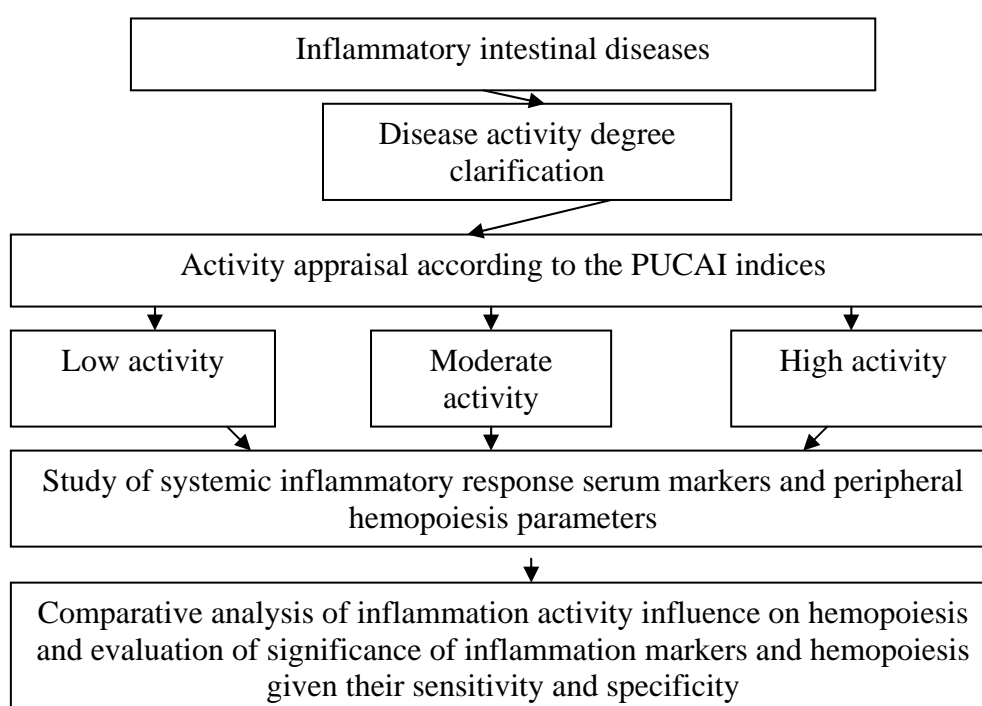 Inflammatory intestinal diseases
Disease activity degree
clarification
Activity appraisal according to the PUCAI indices
Low activity
Moderate
activity
High activity
Study of systemic inflammatory response serum markers and peripheral
hemopoiesis parameters
Comparative analysis of inflammation activity influence on hemopoiesis
and evaluation of significance of inflammation markers and hemopoiesis
given their sensitivity and specificity